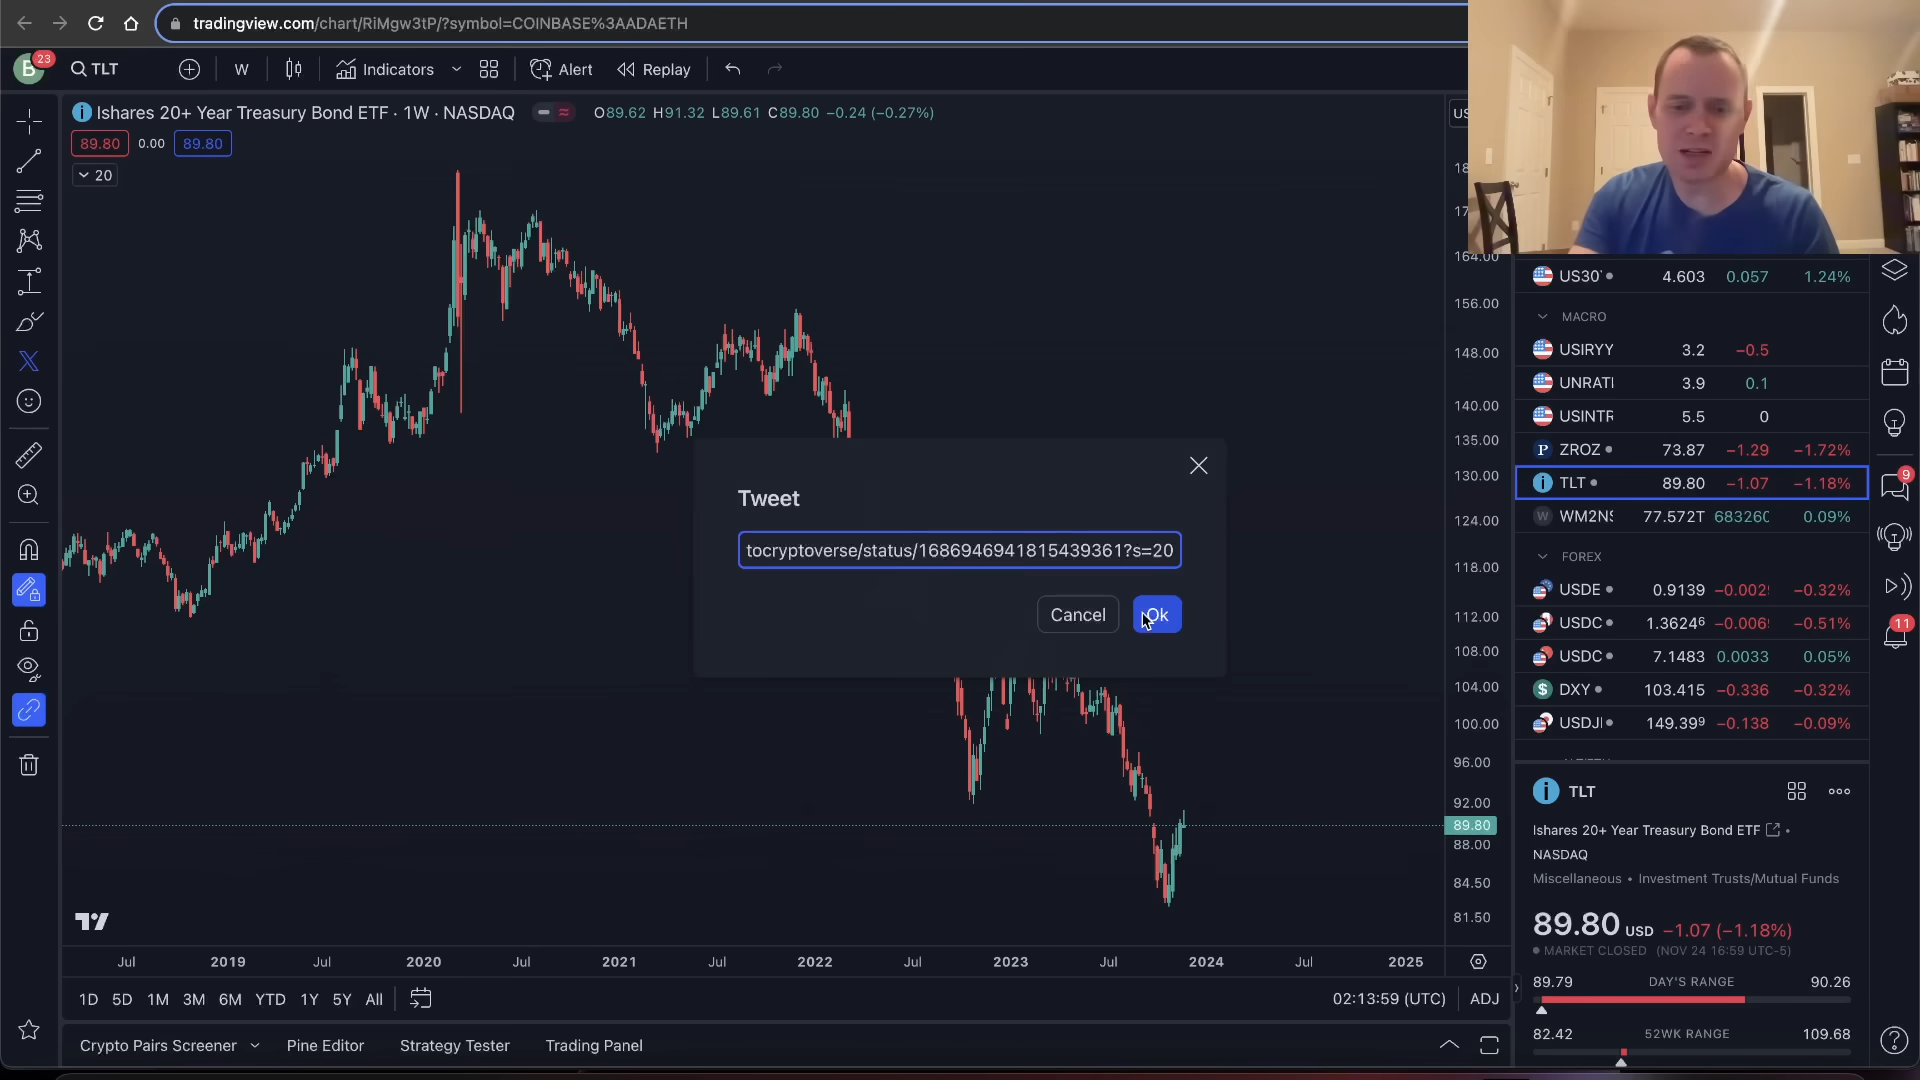 tradingview.com/chart/RiMgw3tP/?symbol=COINBASE%3AADAETH
B 23 TLT W Indicators Alert Replay
Ishares 20+ Year Treasury Bond ETF · 1W · NASDAQ O89.62 H91.32 L89.61 C89.80 −0.24 (−0.27%)
89.80 0.00 89.80
20
164.00
156.00
148.00
140.00
135.00
130.00
124.00
118.00
112.00
108.00
104.00
100.00
96.00
92.00
89.80
88.00
84.50
81.50
Tweet
tocryptoverse/status/1686946941815439361?s=20
Cancel Ok
Jul 2019 Jul 2020 Jul 2021 Jul 2022 Jul 2023 Jul 2024 Jul 2025
1D 5D 1M 3M 6M YTD 1Y 5Y All 02:13:59 (UTC) ADJ
Crypto Pairs Screener Pine Editor Strategy Tester Trading Panel
US30 4.603 0.057 1.24%
MACRO
USIRYY 3.2 −0.5
UNRATI 3.9 0.1
USINTR 5.5 0
ZROZ 73.87 −1.29 −1.72%
TLT 89.80 −1.07 −1.18%
WM2NS 77.572T 0.09%
FOREX
USDE 0.9139 −0.32%
USDC 1.36246 −0.51%
USDC 7.1483 0.0033 0.05%
DXY 103.415 −0.336 −0.32%
USDJ 149.399 −0.138 −0.09%
9
11
TLT
Ishares 20+ Year Treasury Bond ETF •
NASDAQ
Miscellaneous • Investment Trusts/Mutual Funds
89.80 USD −1.07 (−1.18%)
MARKET CLOSED (NOV 24 16:59 UTC-5)
89.79 DAY'S RANGE 90.26
82.42 52WK RANGE 109.68